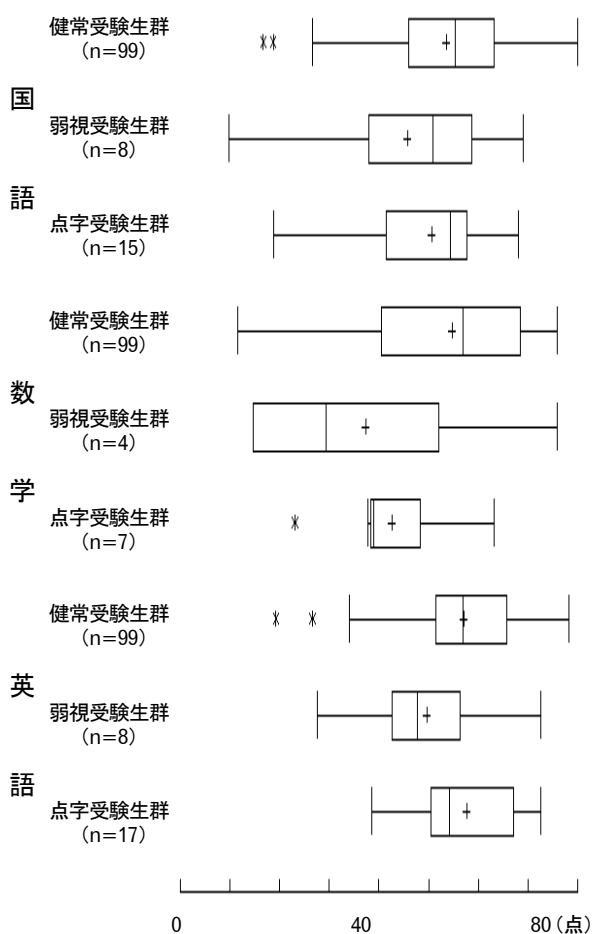 健常受験生群
（n＝99）
国
弱視受験生群
（n＝8）
語
点字受験生群
（n＝15）
健常受験生群
（n＝99）
数
弱視受験生群
（n＝4）
学
点字受験生群
（n＝7）
健常受験生群
（n＝99）
英
弱視受験生群
（n＝8）
語
点字受験生群
（n＝17）
0 40 80（点）